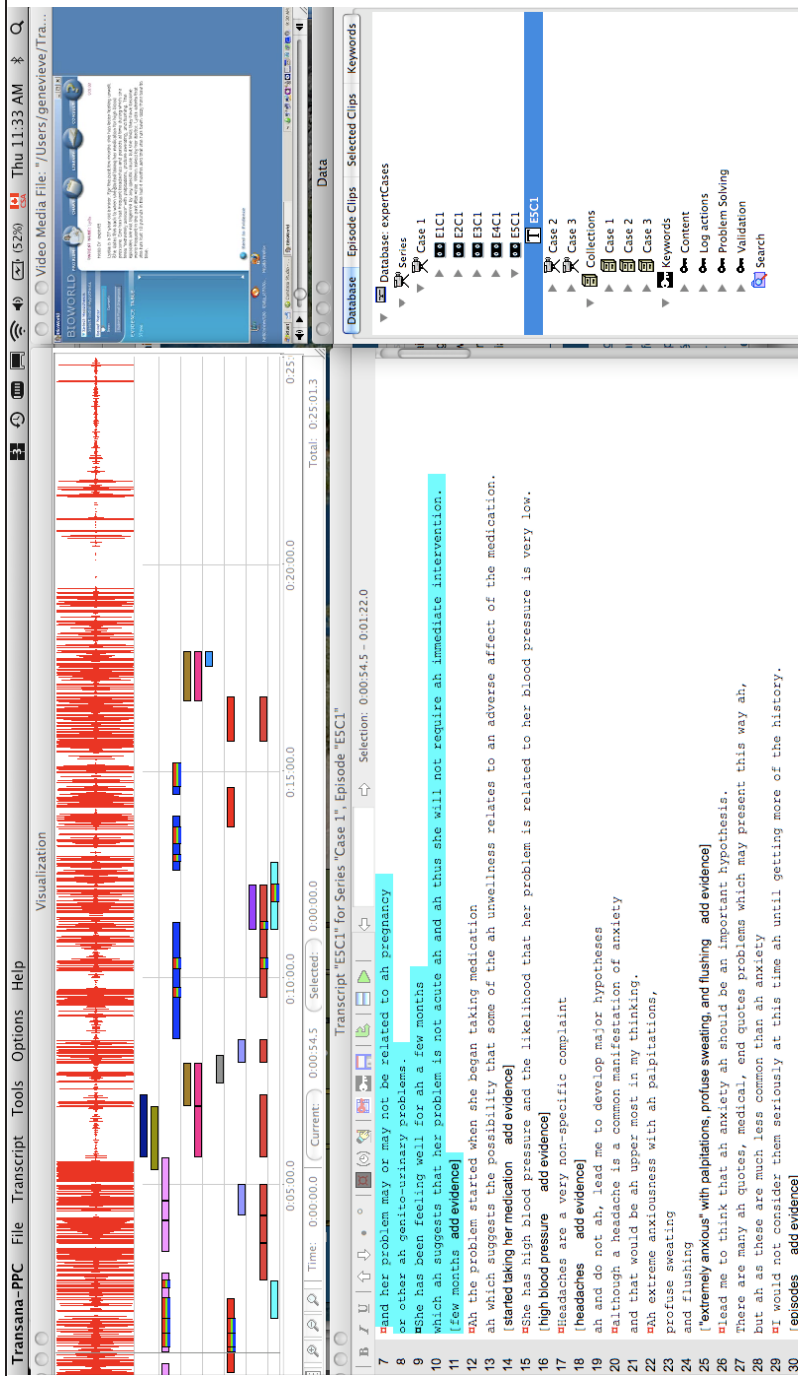 Transana-PPC File Transcript Tools Options Help
(52%) CSA Thu 11:33 AM
Visualization
0:05:00.0 0:10:00.0 0:15:00.0 0:20:00.0 0:25:
Time: 0:00:00.0 Current: 0:00:54.5 Selected: 0:00:00.0 Total: 0:25:01.3
Video Media File: "/Users/genevieve/Tra...
BIOWORLD
Transcript "E5C1" for Series "Case 1", Episode "E5C1"
B I U Selection: 0:00:54.5 - 0:01:22.0
7 ¤and her problem may or may not be related to ah pregnancy
8 or other ah genito-urinary problems.
9 ¤She has been feeling well for ah a few months
10 which ah suggests that her problem is not acute ah and ah thus she will not require ah immediate intervention.
11 [few months add evidence]
12 ¤Ah the problem started when she began taking medication
13 ah which suggests the possibility that some of the ah unwellness relates to an adverse affect of the medication.
14 [started taking her medication add evidence]
15 ¤She has high blood pressure and the likelihood that her problem is related to her blood pressure is very low.
16 [high blood pressure add evidence]
17 ¤Headaches are a very non-specific complaint
18 [headaches add evidence]
19 ah and do not ah, lead me to develop major hypotheses
20 ¤although a headache is a common manifestation of anxiety
21 and that would be ah upper most in my thinking.
22 ¤Ah extreme anxiousness with ah palpitations,
23 profuse sweating
24 and flushing
25 ["extremely anxious" with palpitations, profuse sweating, and flushing add evidence]
26 ¤lead me to think that ah anxiety ah should be an important hypothesis.
27 There are many ah quotes, medical, end quotes problems which may present this way ah,
28 but ah as these are much less common than ah anxiety
29 ¤I would not consider them seriously at this time ah until getting more of the history.
30 [episodes add evidence]
Data
Database Episode Clips Selected Clips Keywords
Database: expertCases
Series
Case 1
E1C1
E2C1
E3C1
E4C1
E5C1
E5C1
Case 2
Case 3
Collections
Case 1
Case 2
Case 3
Keywords
Content
Log actions
Problem Solving
Validation
Search